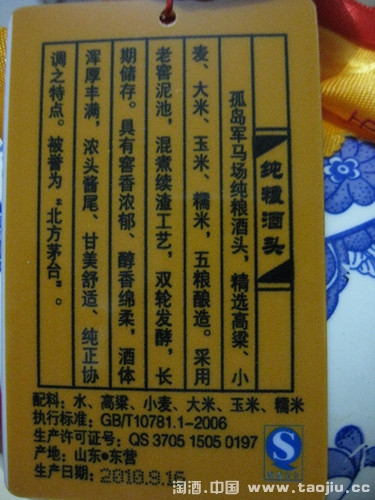 纯粮酒头
孤岛军马场纯粮酒头，精选高粱、小
麦、大米、玉米、糯米，五粮酿造。采用
老窖泥池，混煮续渣工艺，双轮发酵，长
期储存。具有窖香浓郁、醇香绵柔，酒体
浑厚丰满，浓头酱尾、甘美舒适、纯正协
调之特点。被誉为“北方茅台”。
配料：水、高粱、小麦、大米、玉米、糯米
执行标准：GB/T10781.1-2006
生产许可证号：QS 3705 1505 0197
产地：山东•东营
生产日期：2010.9.16
淘酒.中国 www.taojiu.cc